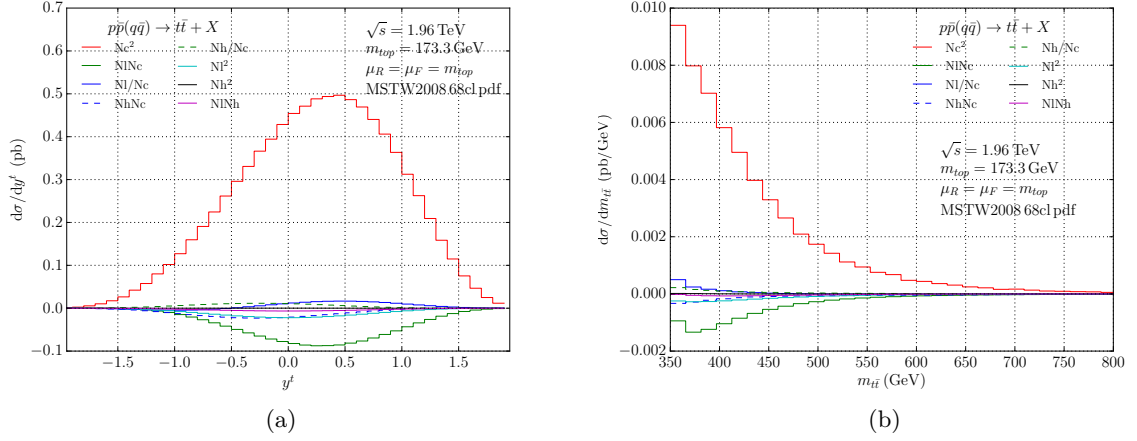 pp̄(qq̄) → tt̄ + X
Nc²
NlNc
Nl/Nc
NhNc
Nh/Nc
Nl²
Nh²
NlNh
√s = 1.96 TeV
m_top = 173.3 GeV
μ_R = μ_F = m_top
MSTW2008 68cl pdf
dσ/dy^t (pb)
0.7
0.6
0.5
0.4
0.3
0.2
0.1
0.0
−0.1
−1.5 −1.0 −0.5 0.0 0.5 1.0 1.5
y^t
(a)
pp̄(qq̄) → tt̄ + X
Nc²
NlNc
Nl/Nc
NhNc
Nh/Nc
Nl²
Nh²
NlNh
√s = 1.96 TeV
m_top = 173.3 GeV
μ_R = μ_F = m_top
MSTW2008 68cl pdf
dσ/dm_tt̄ (pb/GeV)
0.010
0.008
0.006
0.004
0.002
0.000
−0.002
350 400 450 500 550 600 650 700 750 800
m_tt̄ (GeV)
(b)